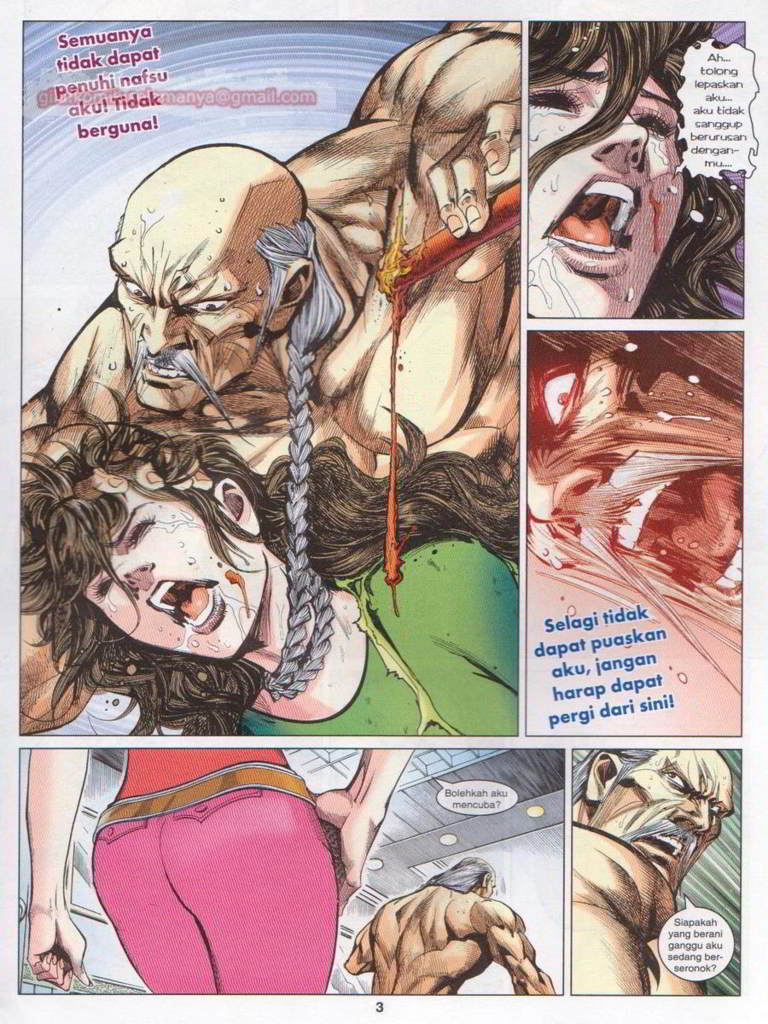 Semuanya
tidak dapat
penuhi nafsu
aku! Tidak
berguna!
Ah...
tolong
lepaskan
aku...
aku tidak
sanggup
berurusan
dengan-
mu....
Selagi tidak
dapat puaskan
aku, jangan
harap dapat
pergi dari sini!
Bolehkah aku
mencuba?
Siapakah
yang berani
ganggu aku
sedang ber-
seronok?
3